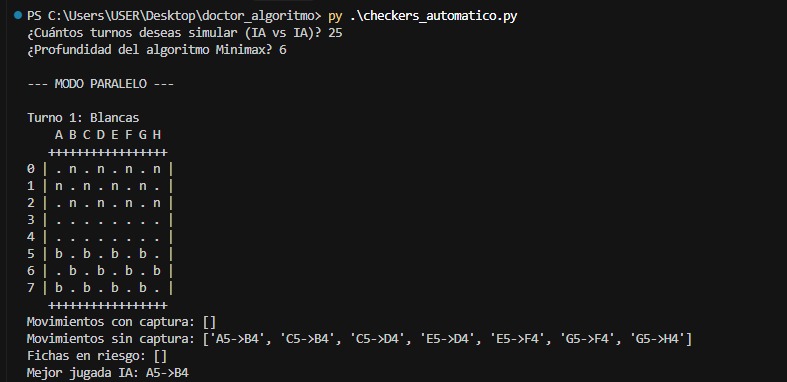 PS C:\Users\USER\Desktop\doctor_algoritmo> py .\checkers_automatico.py
¿Cuántos turnos deseas simular (IA vs IA)? 25
¿Profundidad del algoritmo Minimax? 6
--- MODO PARALELO ---
Turno 1: Blancas
    A B C D E F G H
   +++++++++++++++++
0 | . n . n . n . n |
1 | n . n . n . n . |
2 | . n . n . n . n |
3 | . . . . . . . . |
4 | . . . . . . . . |
5 | b . b . b . b . |
6 | . b . b . b . b |
7 | b . b . b . b . |
   +++++++++++++++++
Movimientos con captura: []
Movimientos sin captura: ['A5->B4', 'C5->B4', 'C5->D4', 'E5->D4', 'E5->F4', 'G5->F4', 'G5->H4']
Fichas en riesgo: []
Mejor jugada IA: A5->B4